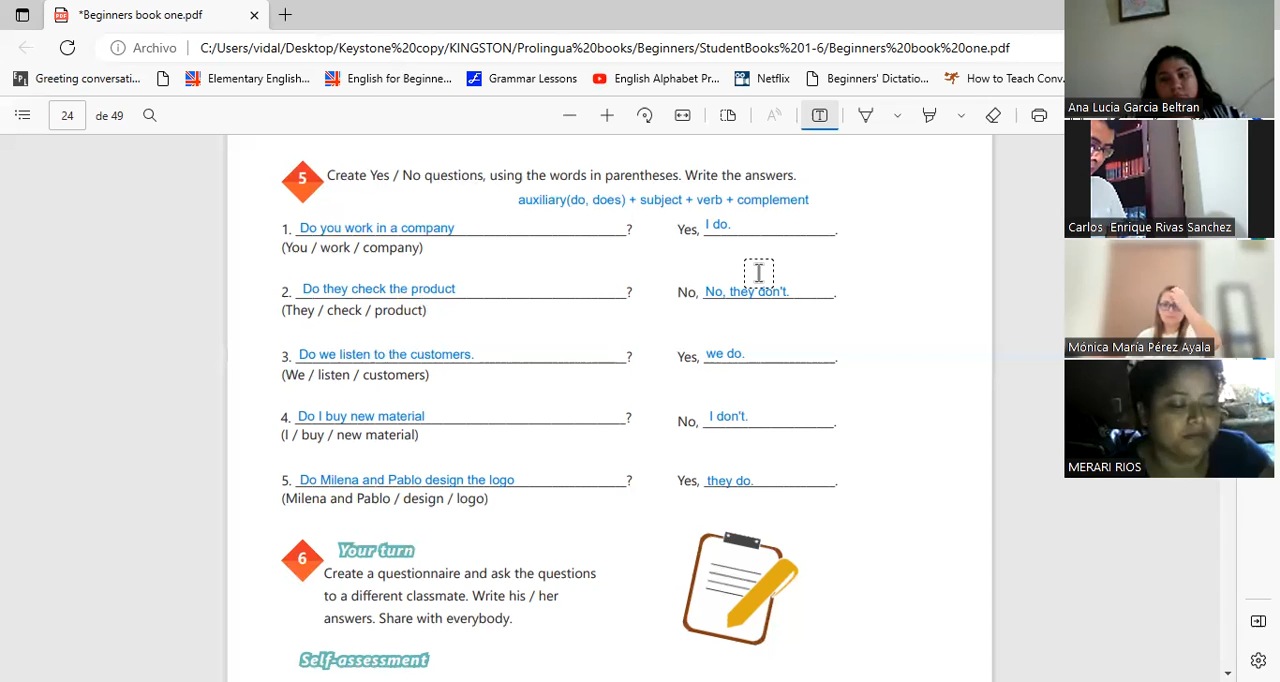 *Beginners book one.pdf
Archivo
C:/Users/vidal/Desktop/Keystone%20copy/KINGSTON/Prolingua%20books/Beginners/StudentBooks%201-6/Beginners%20book%20one.pdf
Greeting conversati...
Elementary English...
English for Beginne...
Grammar Lessons
English Alphabet Pr...
Netflix
Beginners' Dictatio...
How to Teach Conv
24 de 49
5 Create Yes / No questions, using the words in parentheses. Write the answers.
auxiliary(do, does) + subject + verb + complement
1. Do you work in a company ? Yes, I do. .
(You / work / company)
2. Do they check the product ? No, No, they don't. .
(They / check / product)
3. Do we listen to the customers. ? Yes, we do. .
(We / listen / customers)
4. Do I buy new material ? No, I don't. .
(I / buy / new material)
5. Do Milena and Pablo design the logo ? Yes, they do. .
(Milena and Pablo / design / logo)
6 Your turn
Create a questionnaire and ask the questions
to a different classmate. Write his / her
answers. Share with everybody.
Self-assessment
Ana Lucia Garcia Beltran
Carlos Enrique Rivas Sanchez
Mónica María Pérez Ayala
MERARI RIOS